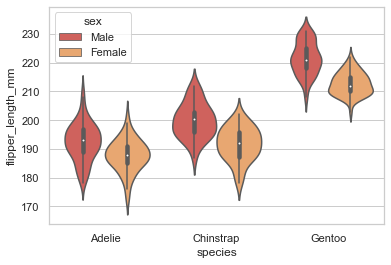 sex
Male
Female
230
220
210
200
190
180
170
flipper_length_mm
Adelie
Chinstrap
Gentoo
species